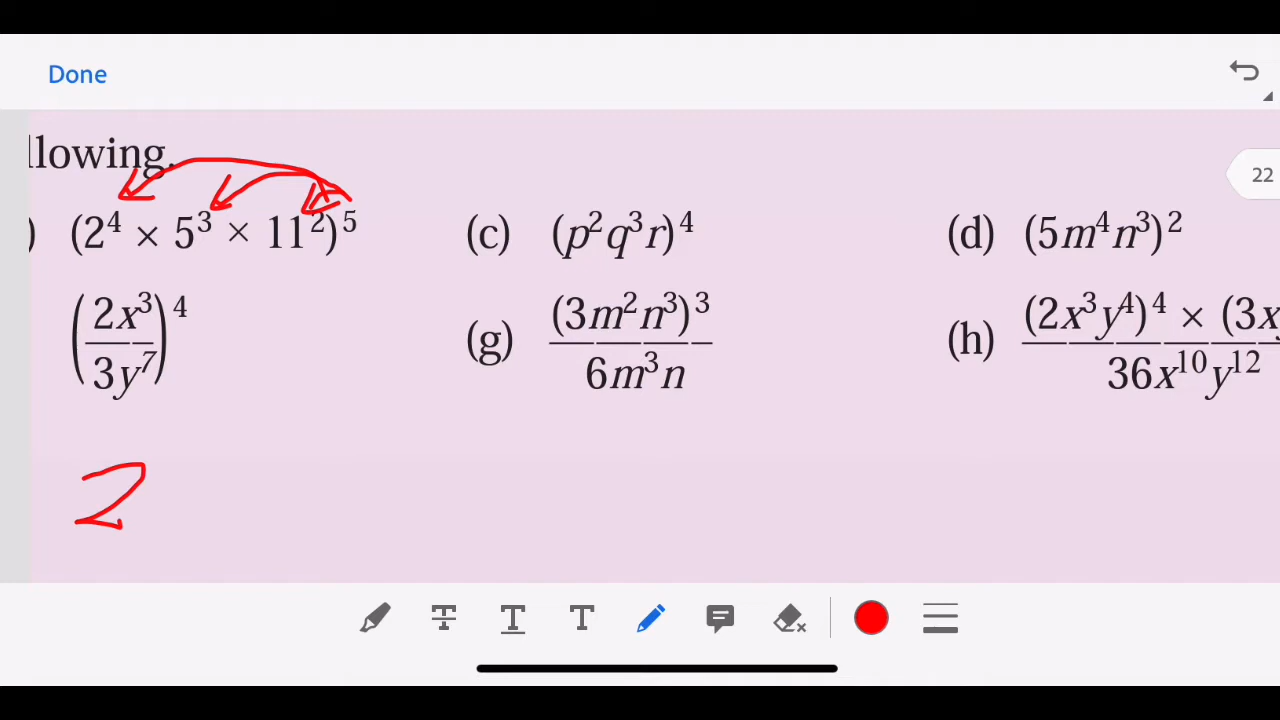 Done
llowing.
22
) (2⁴ × 5³ × 11²)⁵ (c) (p²q³r)⁴ (d) (5m⁴n³)²
(2x³/3y⁷)⁴ (g) (3m²n³)³/6m³n (h) (2x³y⁴)⁴ × (3xy/36x¹⁰y¹²
2
T T T